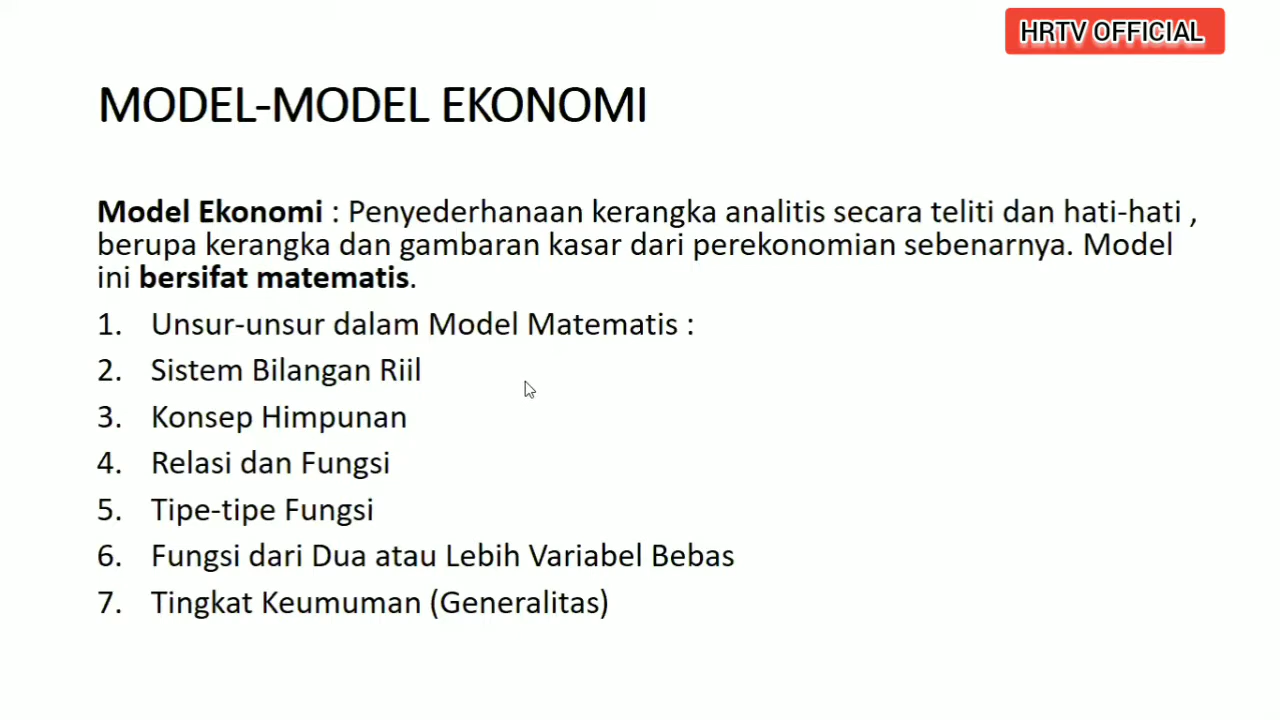 HRTV OFFICIAL
MODEL-MODEL EKONOMI
Model Ekonomi : Penyederhanaan kerangka analitis secara teliti dan hati-hati ,
berupa kerangka dan gambaran kasar dari perekonomian sebenarnya. Model
ini bersifat matematis.
1. Unsur-unsur dalam Model Matematis :
2. Sistem Bilangan Riil
3. Konsep Himpunan
4. Relasi dan Fungsi
5. Tipe-tipe Fungsi
6. Fungsi dari Dua atau Lebih Variabel Bebas
7. Tingkat Keumuman (Generalitas)